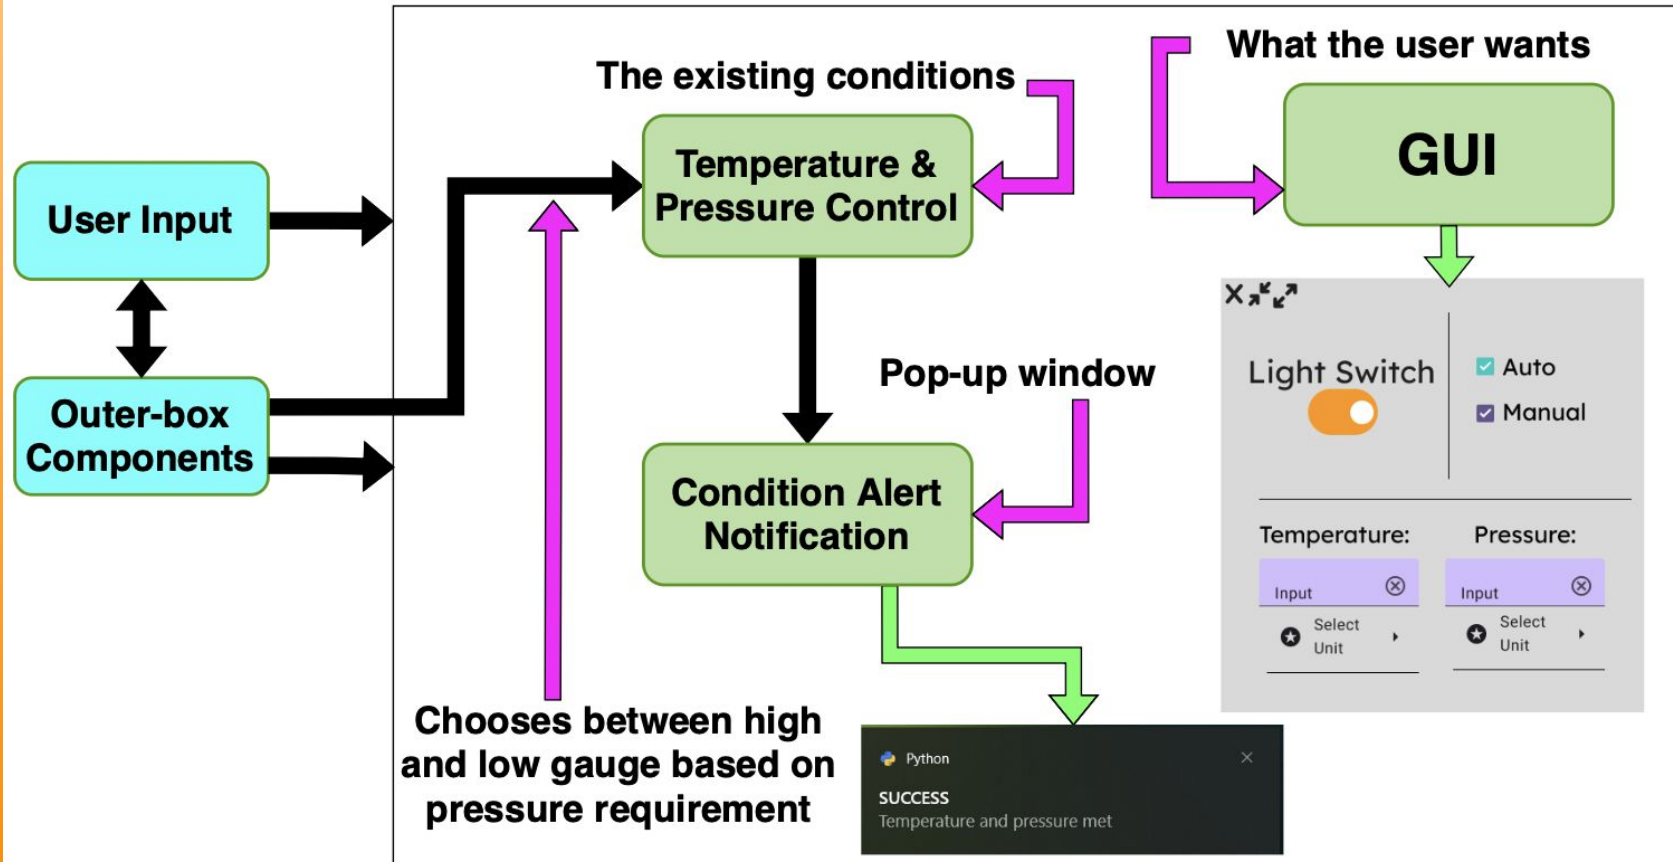 The existing conditions
What the user wants
User Input
Temperature &
Pressure Control
GUI
Outer-box
Components
Pop-up window
Condition Alert
Notification
Chooses between high
and low gauge based on
pressure requirement
Python
SUCCESS
Temperature and pressure met
Light Switch
Auto
Manual
Temperature:
Input
Select
Unit
Pressure:
Input
Select
Unit